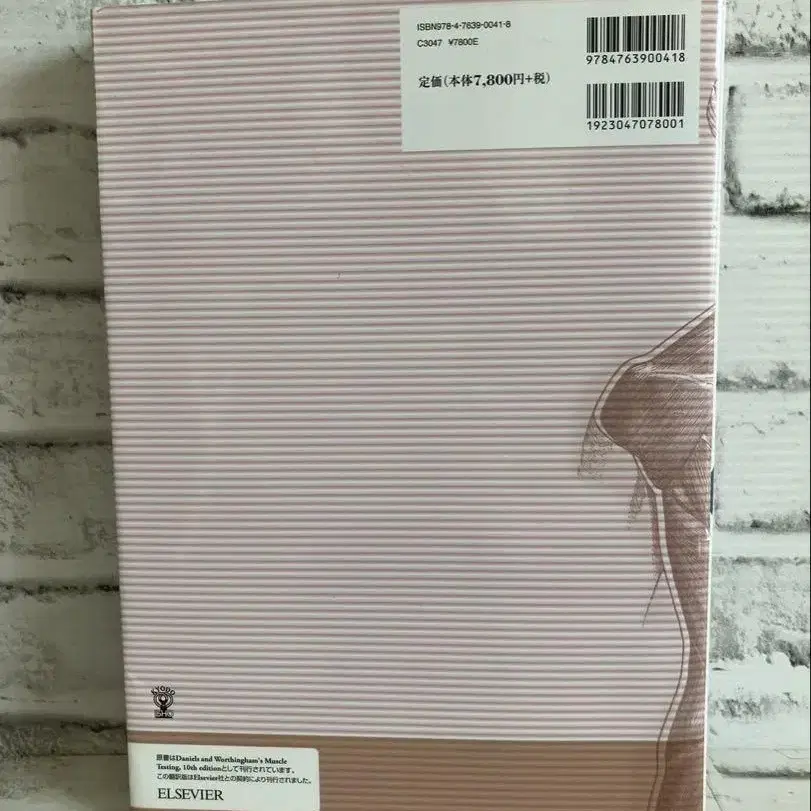 ISBN978-4-7639-0041-8
C3047 ¥7800E
定価(本体7,800円+税)
9784763900418
1923047078001
KYODO
原書はDaniels and Worthingham's Muscle
Testing, 10th editionとして刊行されています。
この翻訳版はElsevier社との契約により刊行されました。
ELSEVIER